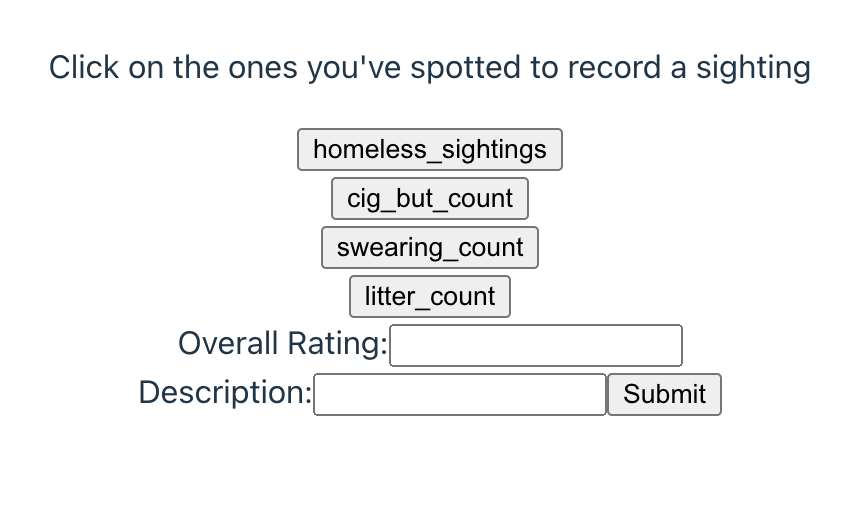 Click on the ones you've spotted to record a sighting
homeless_sightings
cig_but_count
swearing_count
litter_count
Overall Rating:
Description: Submit